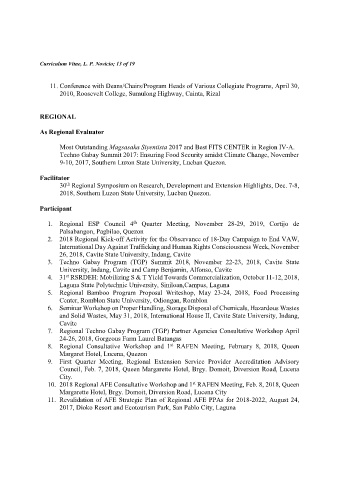 Curriculum Vitae, L. P. Novicio; 13 of 19
11. Conference with Deans/Chairs/Program Heads of Various Collegiate Programs, April 30,
2010, Roosevelt College, Sumulong Highway, Cainta, Rizal
REGIONAL
As Regional Evaluator
Most Outstanding Magsasaka Siyentista 2017 and Best FITS CENTER in Region IV-A.
Techno Gabay Summit 2017: Ensuring Food Security amidst Climate Change, November
9-10, 2017, Southern Luzon State University, Lucban Quezon.
Facilitator
30th Regional Symposium on Research, Development and Extension Highlights, Dec. 7-8,
2018, Southern Luzon State University, Lucban Quezon.
Participant
1. Regional ESP Council 4th Quarter Meeting, November 28-29, 2019, Cortijo de
Palsabangon, Pagbilao, Quezon
2. 2018 Regional Kick-off Activity for the Observance of 18-Day Campaign to End VAW,
International Day Against Trafficking and Human Rights Consciousness Week, November
26, 2018, Cavite State University, Indang, Cavite
3. Techno Gabay Program (TGP) Summit 2018, November 22-23, 2018, Cavite State
University, Indang, Cavite and Camp Benjamin, Alfonso, Cavite
4. 31st RSRDEH: Mobilizing S & T Yield Towards Commercialization, October 11-12, 2018,
Laguna State Polytechnic University, Siniloan Campus, Laguna
5. Regional Bamboo Program Proposal Writeshop, May 23-24, 2018, Food Processing
Center, Romblon State University, Odiongan, Romblon
6. Seminar Workshop on Proper Handling, Storage Disposal of Chemicals, Hazardous Wastes
and Solid Wastes, May 31, 2018, International House II, Cavite State University, Indang,
Cavite
7. Regional Techno Gabay Program (TGP) Partner Agencies Consultative Workshop April
24-26, 2018, Gorgeous Farm Laurel Batangas
8. Regional Consultative Workshop and 1st RAFEN Meeting, February 8, 2018, Queen
Margaret Hotel, Lucena, Quezon
9. First Quarter Meeting, Regional Extension Service Provider Accreditation Advisory
Council, Feb. 7, 2018, Queen Margarette Hotel, Brgy. Domoit, Diversion Road, Lucena
City.
10. 2018 Regional AFE Consultative Workshop and 1st RAFEN Meeting, Feb. 8, 2018, Queen
Margarette Hotel, Brgy. Domoit, Diversion Road, Lucena City
11. Revalidation of AFE Strategic Plan of Regional AFE PPAs for 2018-2022, August 24,
2017, Dioko Resort and Ecotourism Park, San Pablo City, Laguna